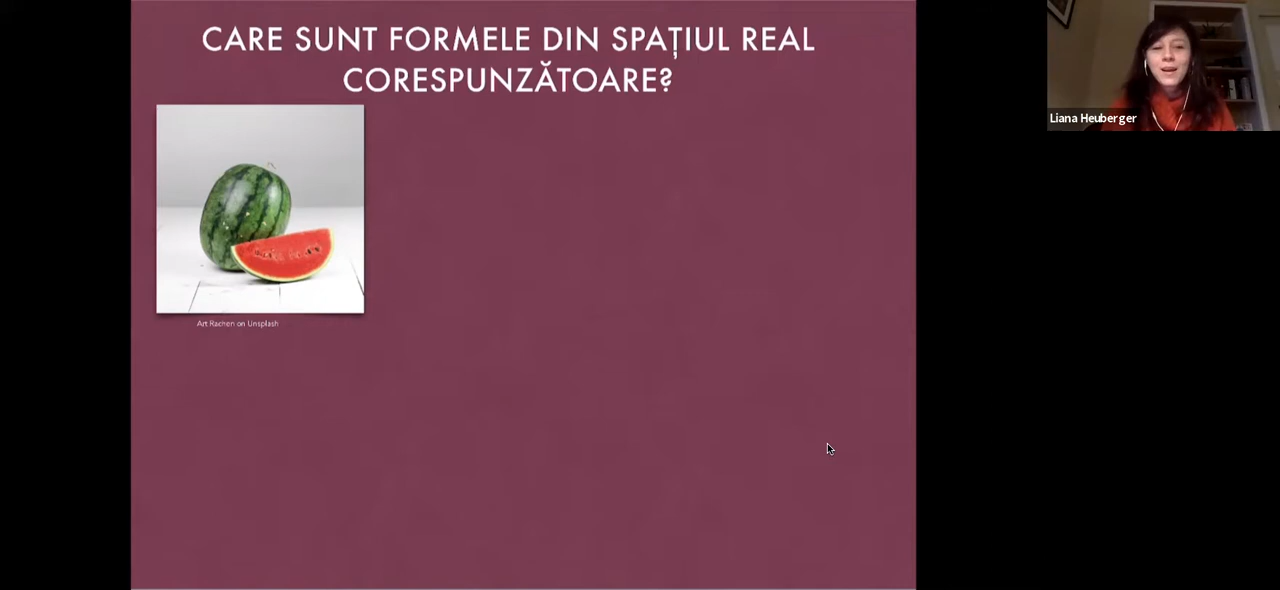 CARE SUNT FORMELE DIN SPAȚIUL REAL
CORESPUNZĂTOARE?
Art Rachen on Unsplash
Liana Heuberger